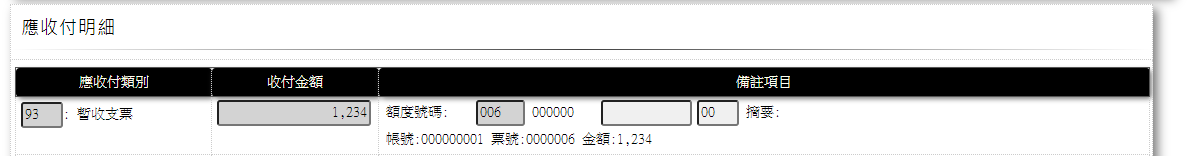 應收付明細
應收付類別 收付金額 備註項目
93 : 暫收支票 1,234 額度號碼: 006 000000 00 摘要:
帳號:000000001 票號:0000006 金額:1,234